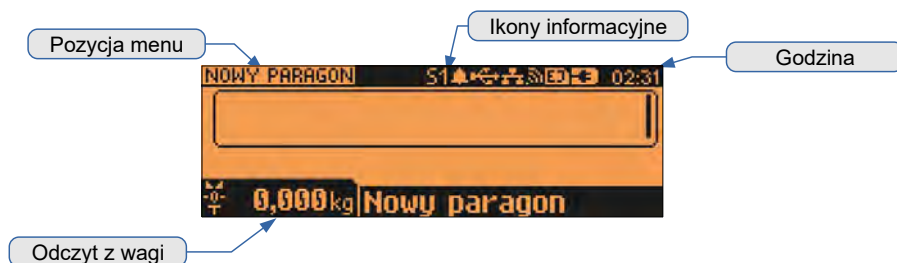 Ikony informacyjne
Pozycja menu
Godzina
NOWY PARAGON S1 02:31
0,000kg Nowy paragon
Odczyt z wagi